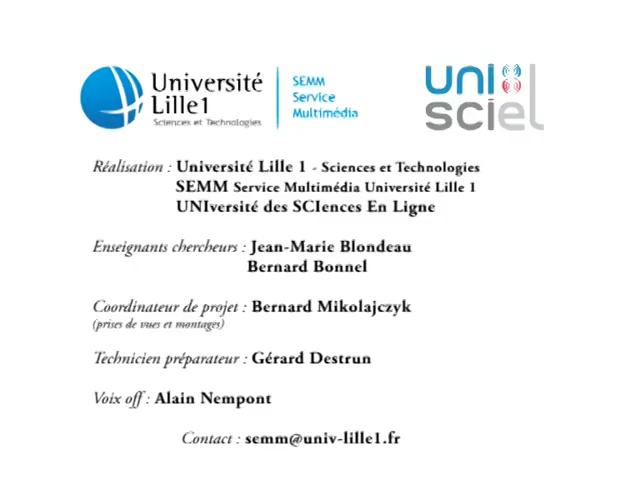 Université
Lille1
Sciences et Technologies
SEMM
Service
Multimédia
uni
sciel
Réalisation : Université Lille 1 - Sciences et Technologies
SEMM Service Multimédia Université Lille 1
UNIversité des SCIences En Ligne
Enseignants chercheurs : Jean-Marie Blondeau
Bernard Bonnel
Coordinateur de projet : Bernard Mikolajczyk
(prises de vues et montages)
Technicien préparateur : Gérard Destrun
Voix off : Alain Nempont
Contact : semm@univ-lille1.fr